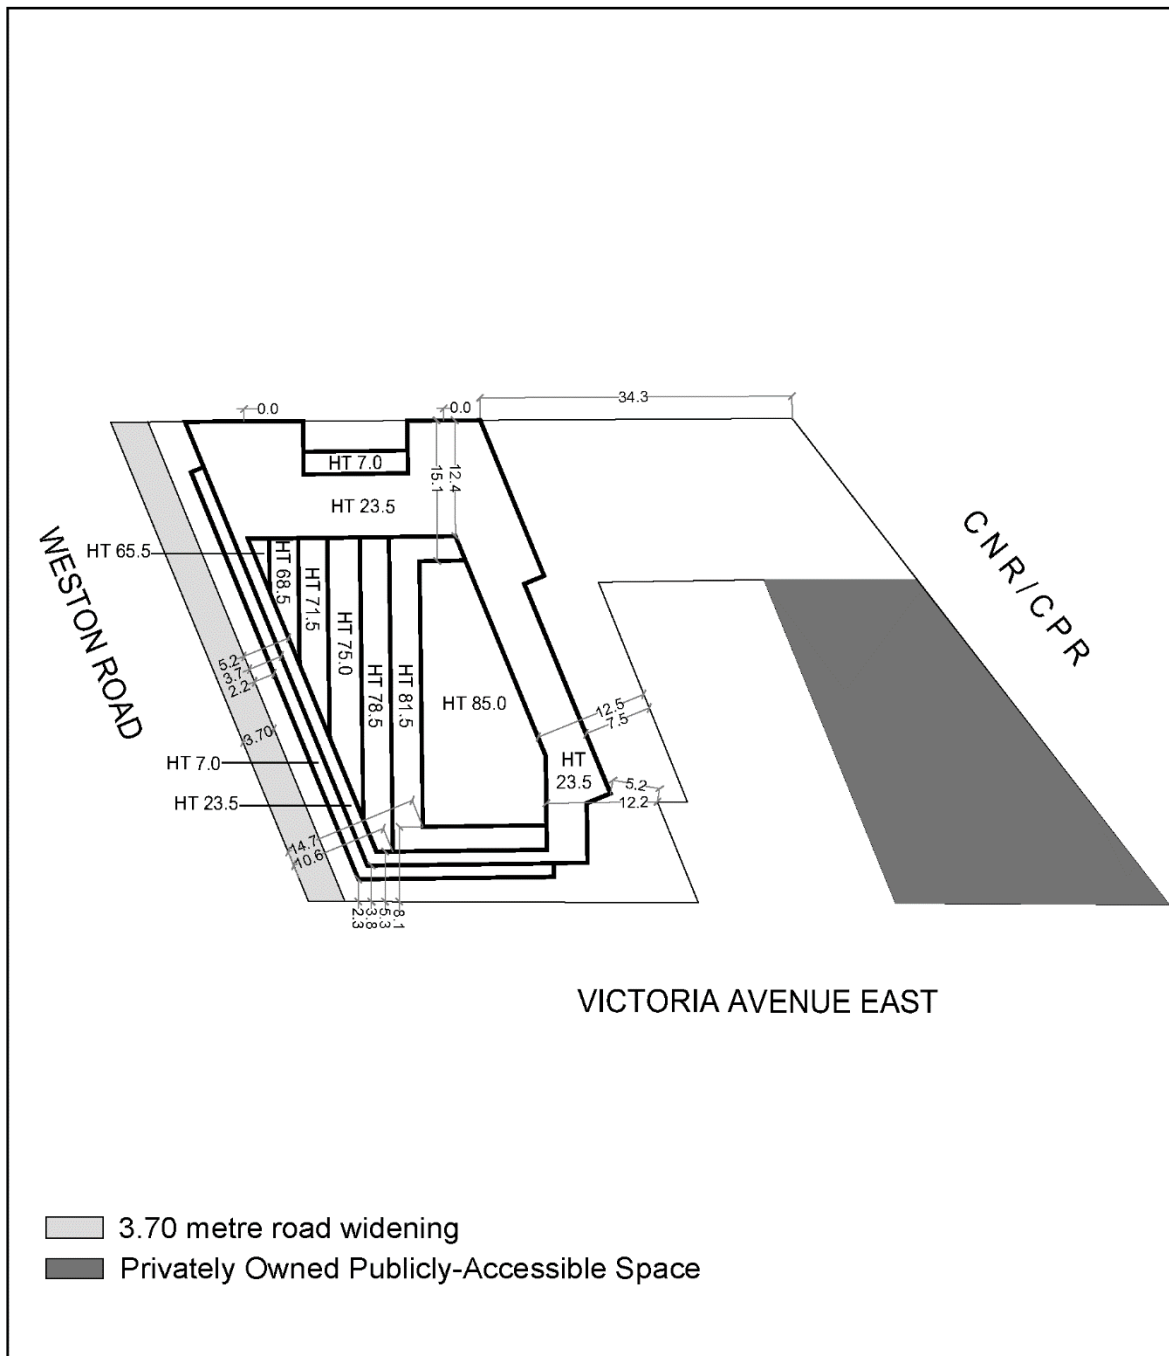 34.3
0.0
0.0
HT 7.0
15.1
12.4
HT 23.5
HT 65.5
HT 68.5
HT 71.5
HT 75.0
HT 78.5
HT 81.5
HT 85.0
WESTON ROAD
CNR/CPR
5.2
3.7
2.2
3.70
12.5
7.5
HT 7.0
HT
23.5
HT 23.5
5.2
12.2
14.7
10.6
2.3
3.8
5.3
8.1
VICTORIA AVENUE EAST
3.70 metre road widening
Privately Owned Publicly-Accessible Space